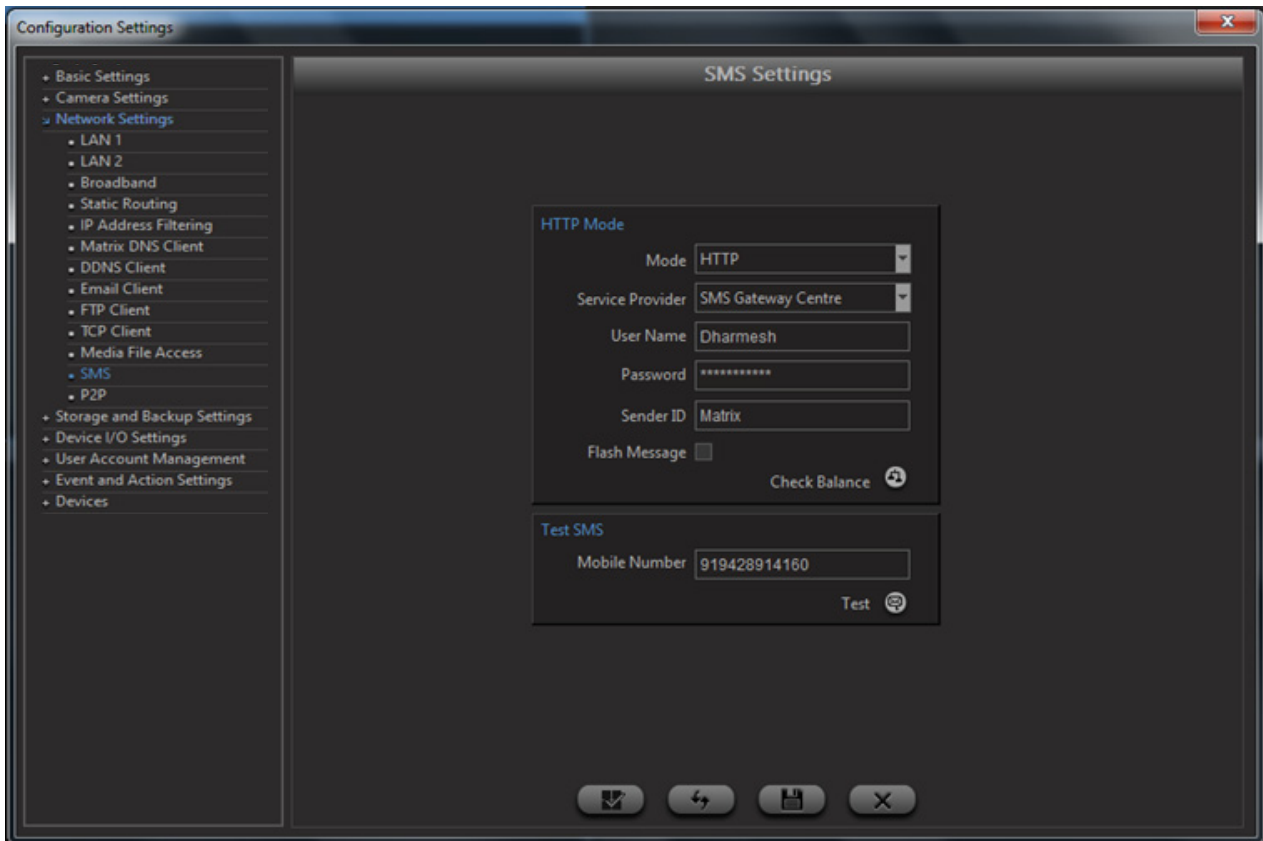 Configuration Settings
Basic Settings
Camera Settings
Network Settings
LAN 1
LAN 2
Broadband
Static Routing
IP Address Filtering
Matrix DNS Client
DDNS Client
Email Client
FTP Client
TCP Client
Media File Access
SMS
P2P
Storage and Backup Settings
Device I/O Settings
User Account Management
Event and Action Settings
Devices
SMS Settings
HTTP Mode
Mode HTTP
Service Provider SMS Gateway Centre
User Name Dharmesh
Password ***********
Sender ID Matrix
Flash Message
Check Balance
Test SMS
Mobile Number 919428914160
Test